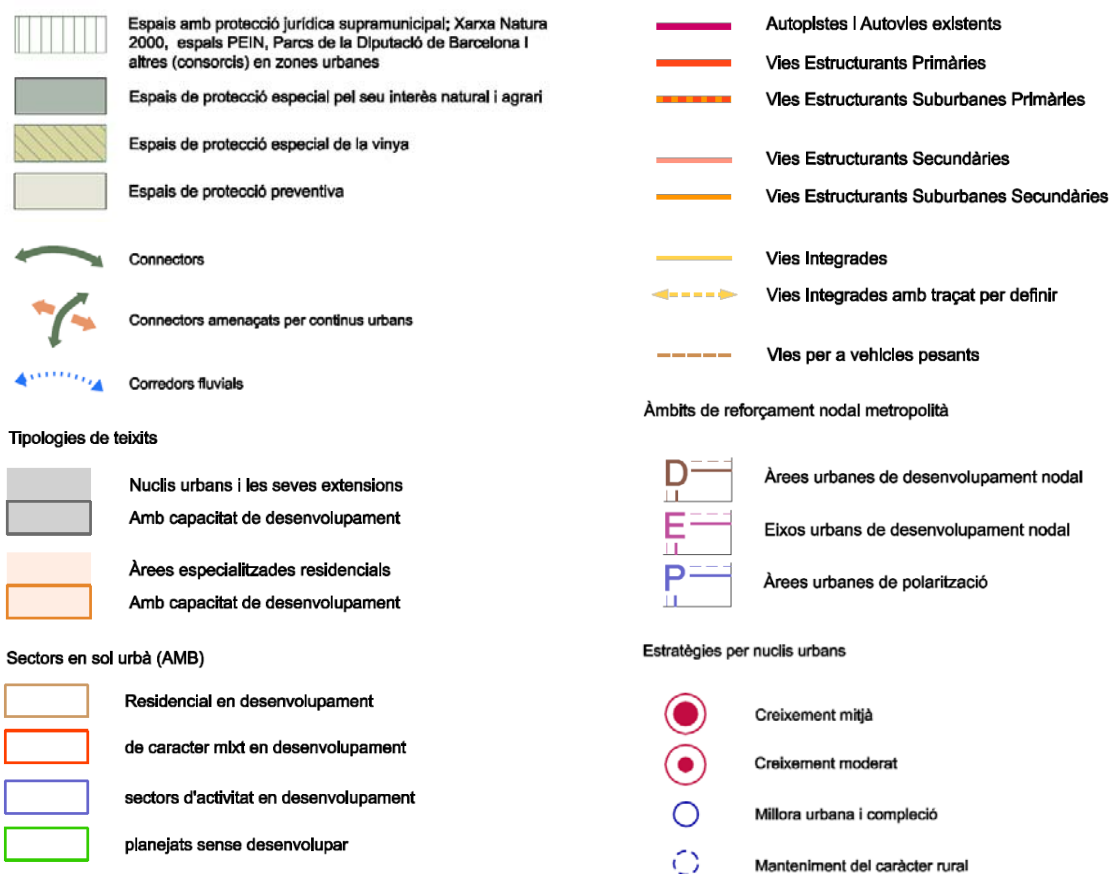 Espais amb protecció jurídica supramunicipal; Xarxa Natura
2000, espais PEIN, Parcs de la Diputació de Barcelona I
altres (consorcis) en zones urbanes
Espais de protecció especial pel seu interès natural i agrari
Espais de protecció especial de la vinya
Espais de protecció preventiva
Connectors
Connectors amenaçats per continus urbans
Corredors fluvials
Tipologies de teixits
Nuclis urbans i les seves extensions
Amb capacitat de desenvolupament
Àrees especialitzades residencials
Amb capacitat de desenvolupament
Sectors en sol urbà (AMB)
Residencial en desenvolupament
de caracter mixt en desenvolupament
sectors d'activitat en desenvolupament
planejats sense desenvolupar
Autopistes I Autovies existents
Vies Estructurants Primàries
Vies Estructurants Suburbanes Primàries
Vies Estructurants Secundàries
Vies Estructurants Suburbanes Secundàries
Vies Integrades
Vies Integrades amb traçat per definir
Vies per a vehicles pesants
Àmbits de reforçament nodal metropolità
D
Àrees urbanes de desenvolupament nodal
E
Eixos urbans de desenvolupament nodal
P
Àrees urbanes de polarització
Estratègies per nuclis urbans
Creixement mitjà
Creixement moderat
Millora urbana i compleció
Manteniment del caràcter rural